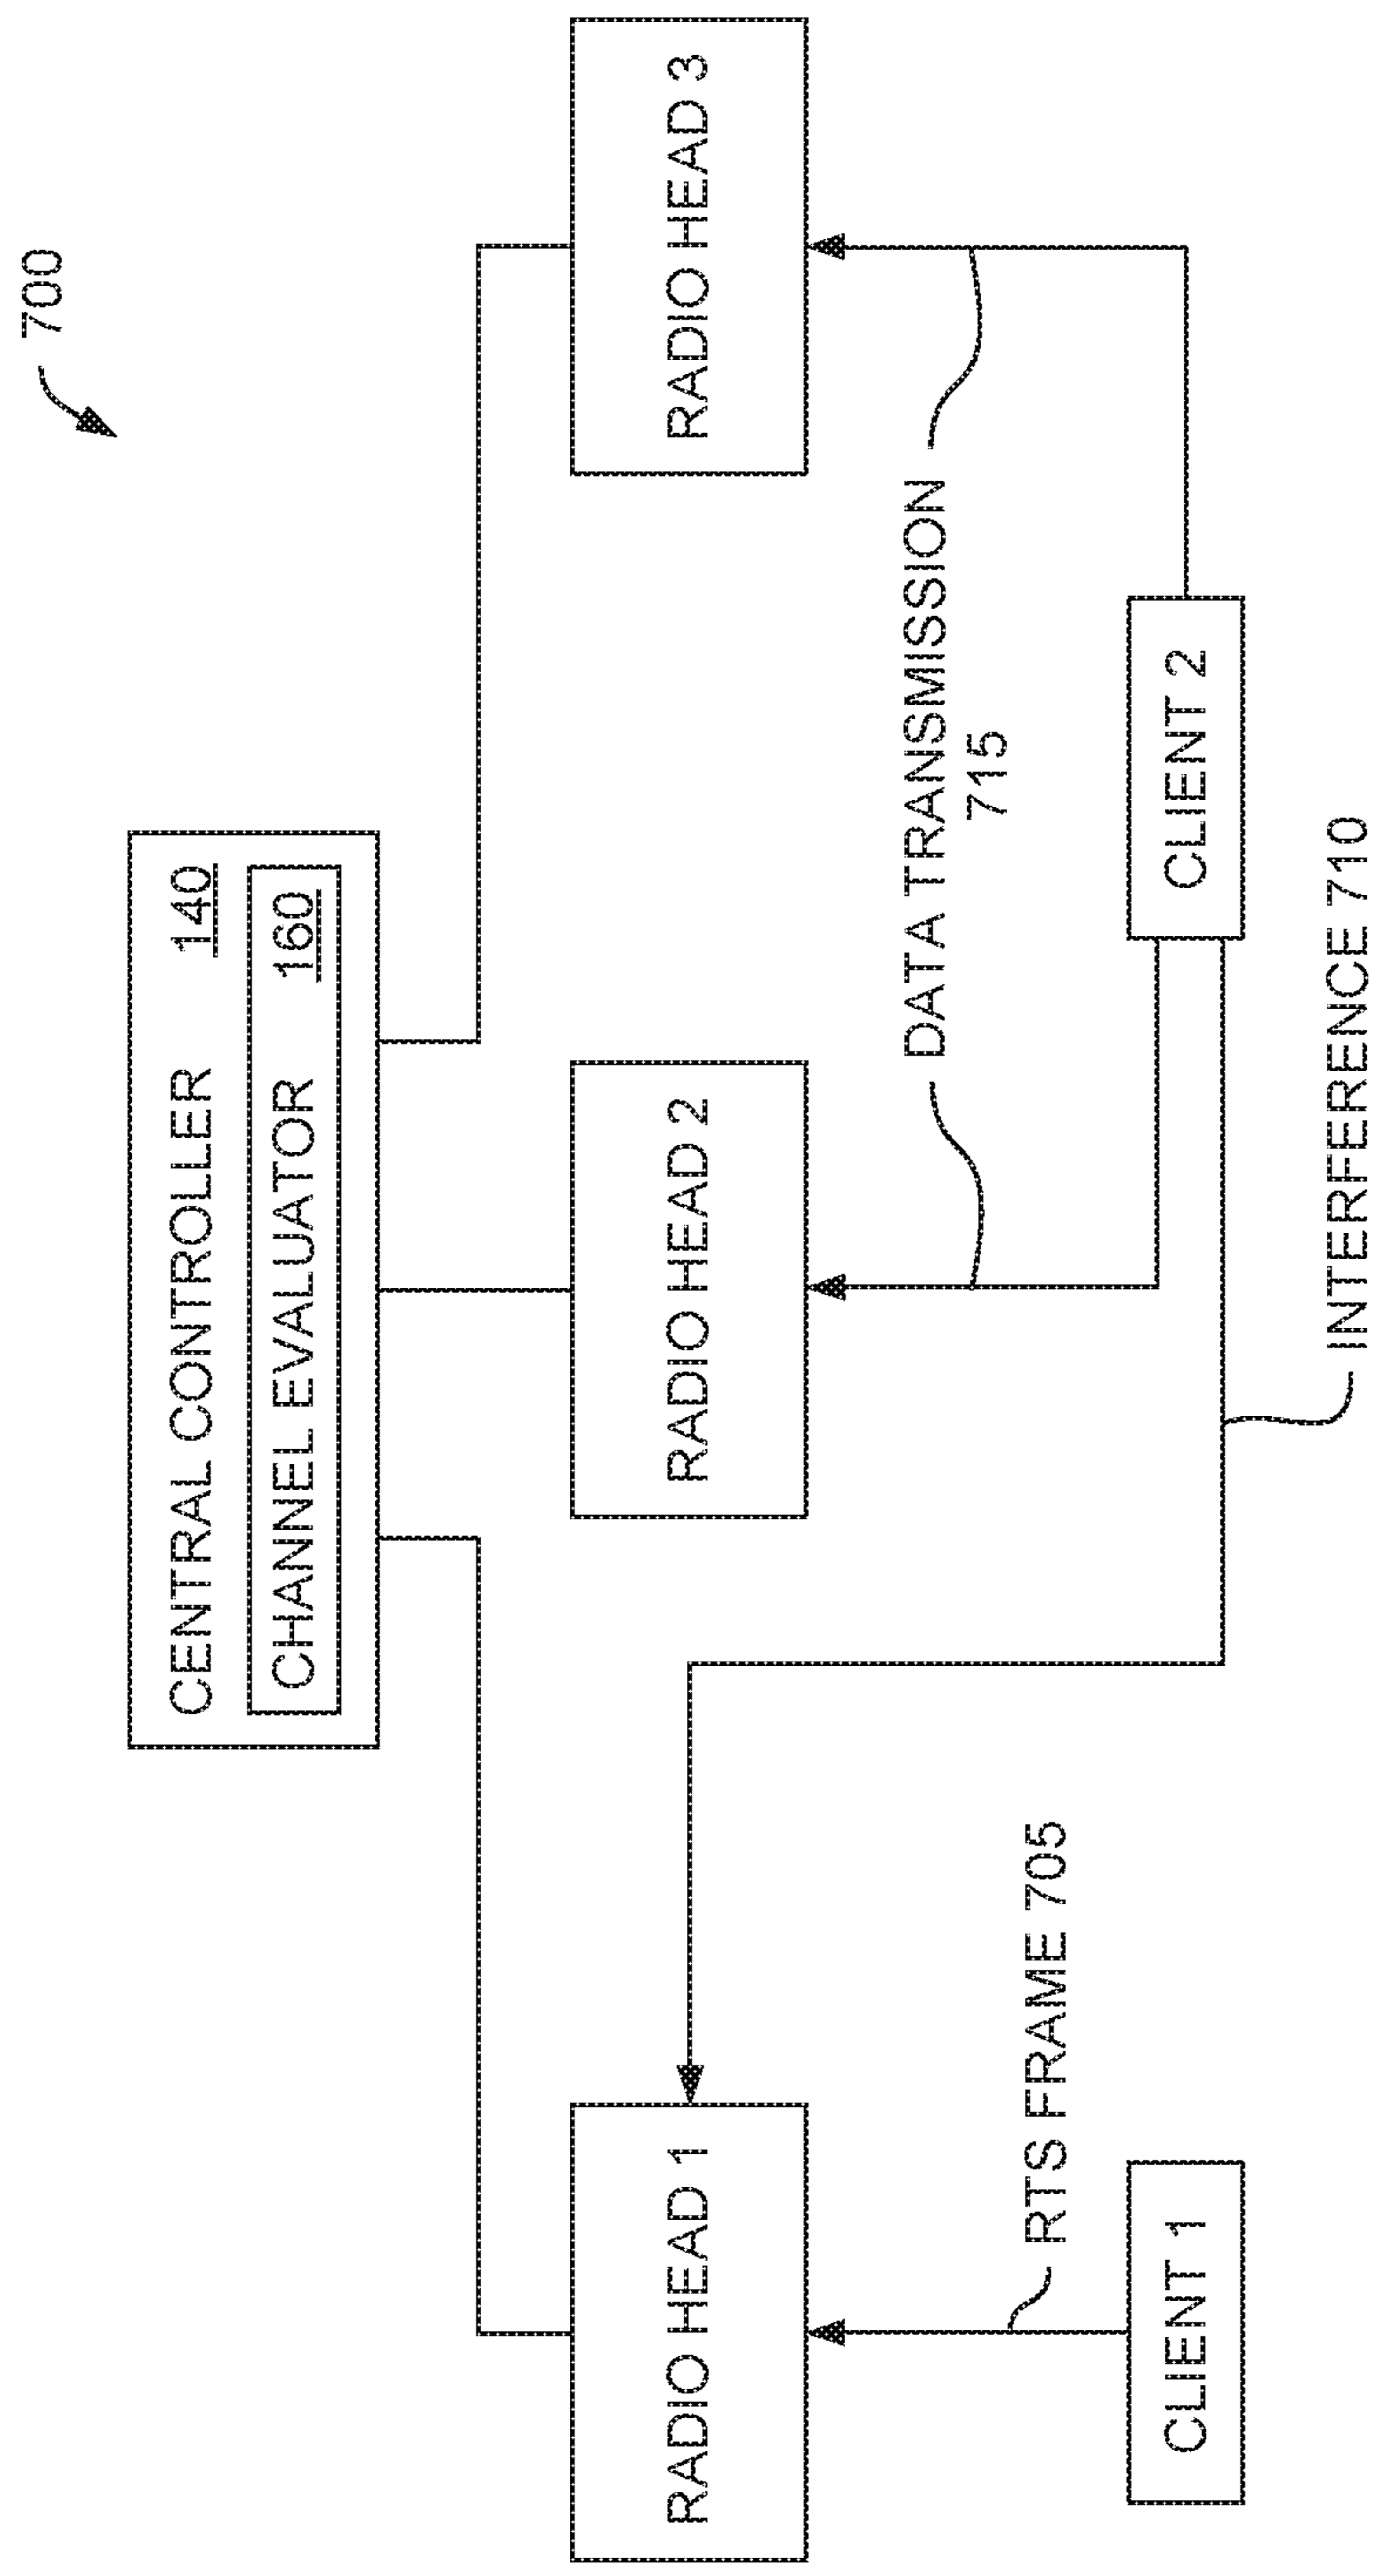 700
CENTRAL CONTROLLER 140
CHANNEL EVALUATOR 160
RADIO HEAD 1
RADIO HEAD 2
RADIO HEAD 3
DATA TRANSMISSION
715
RTS FRAME 705
CLIENT 1
CLIENT 2
INTERFERENCE 710